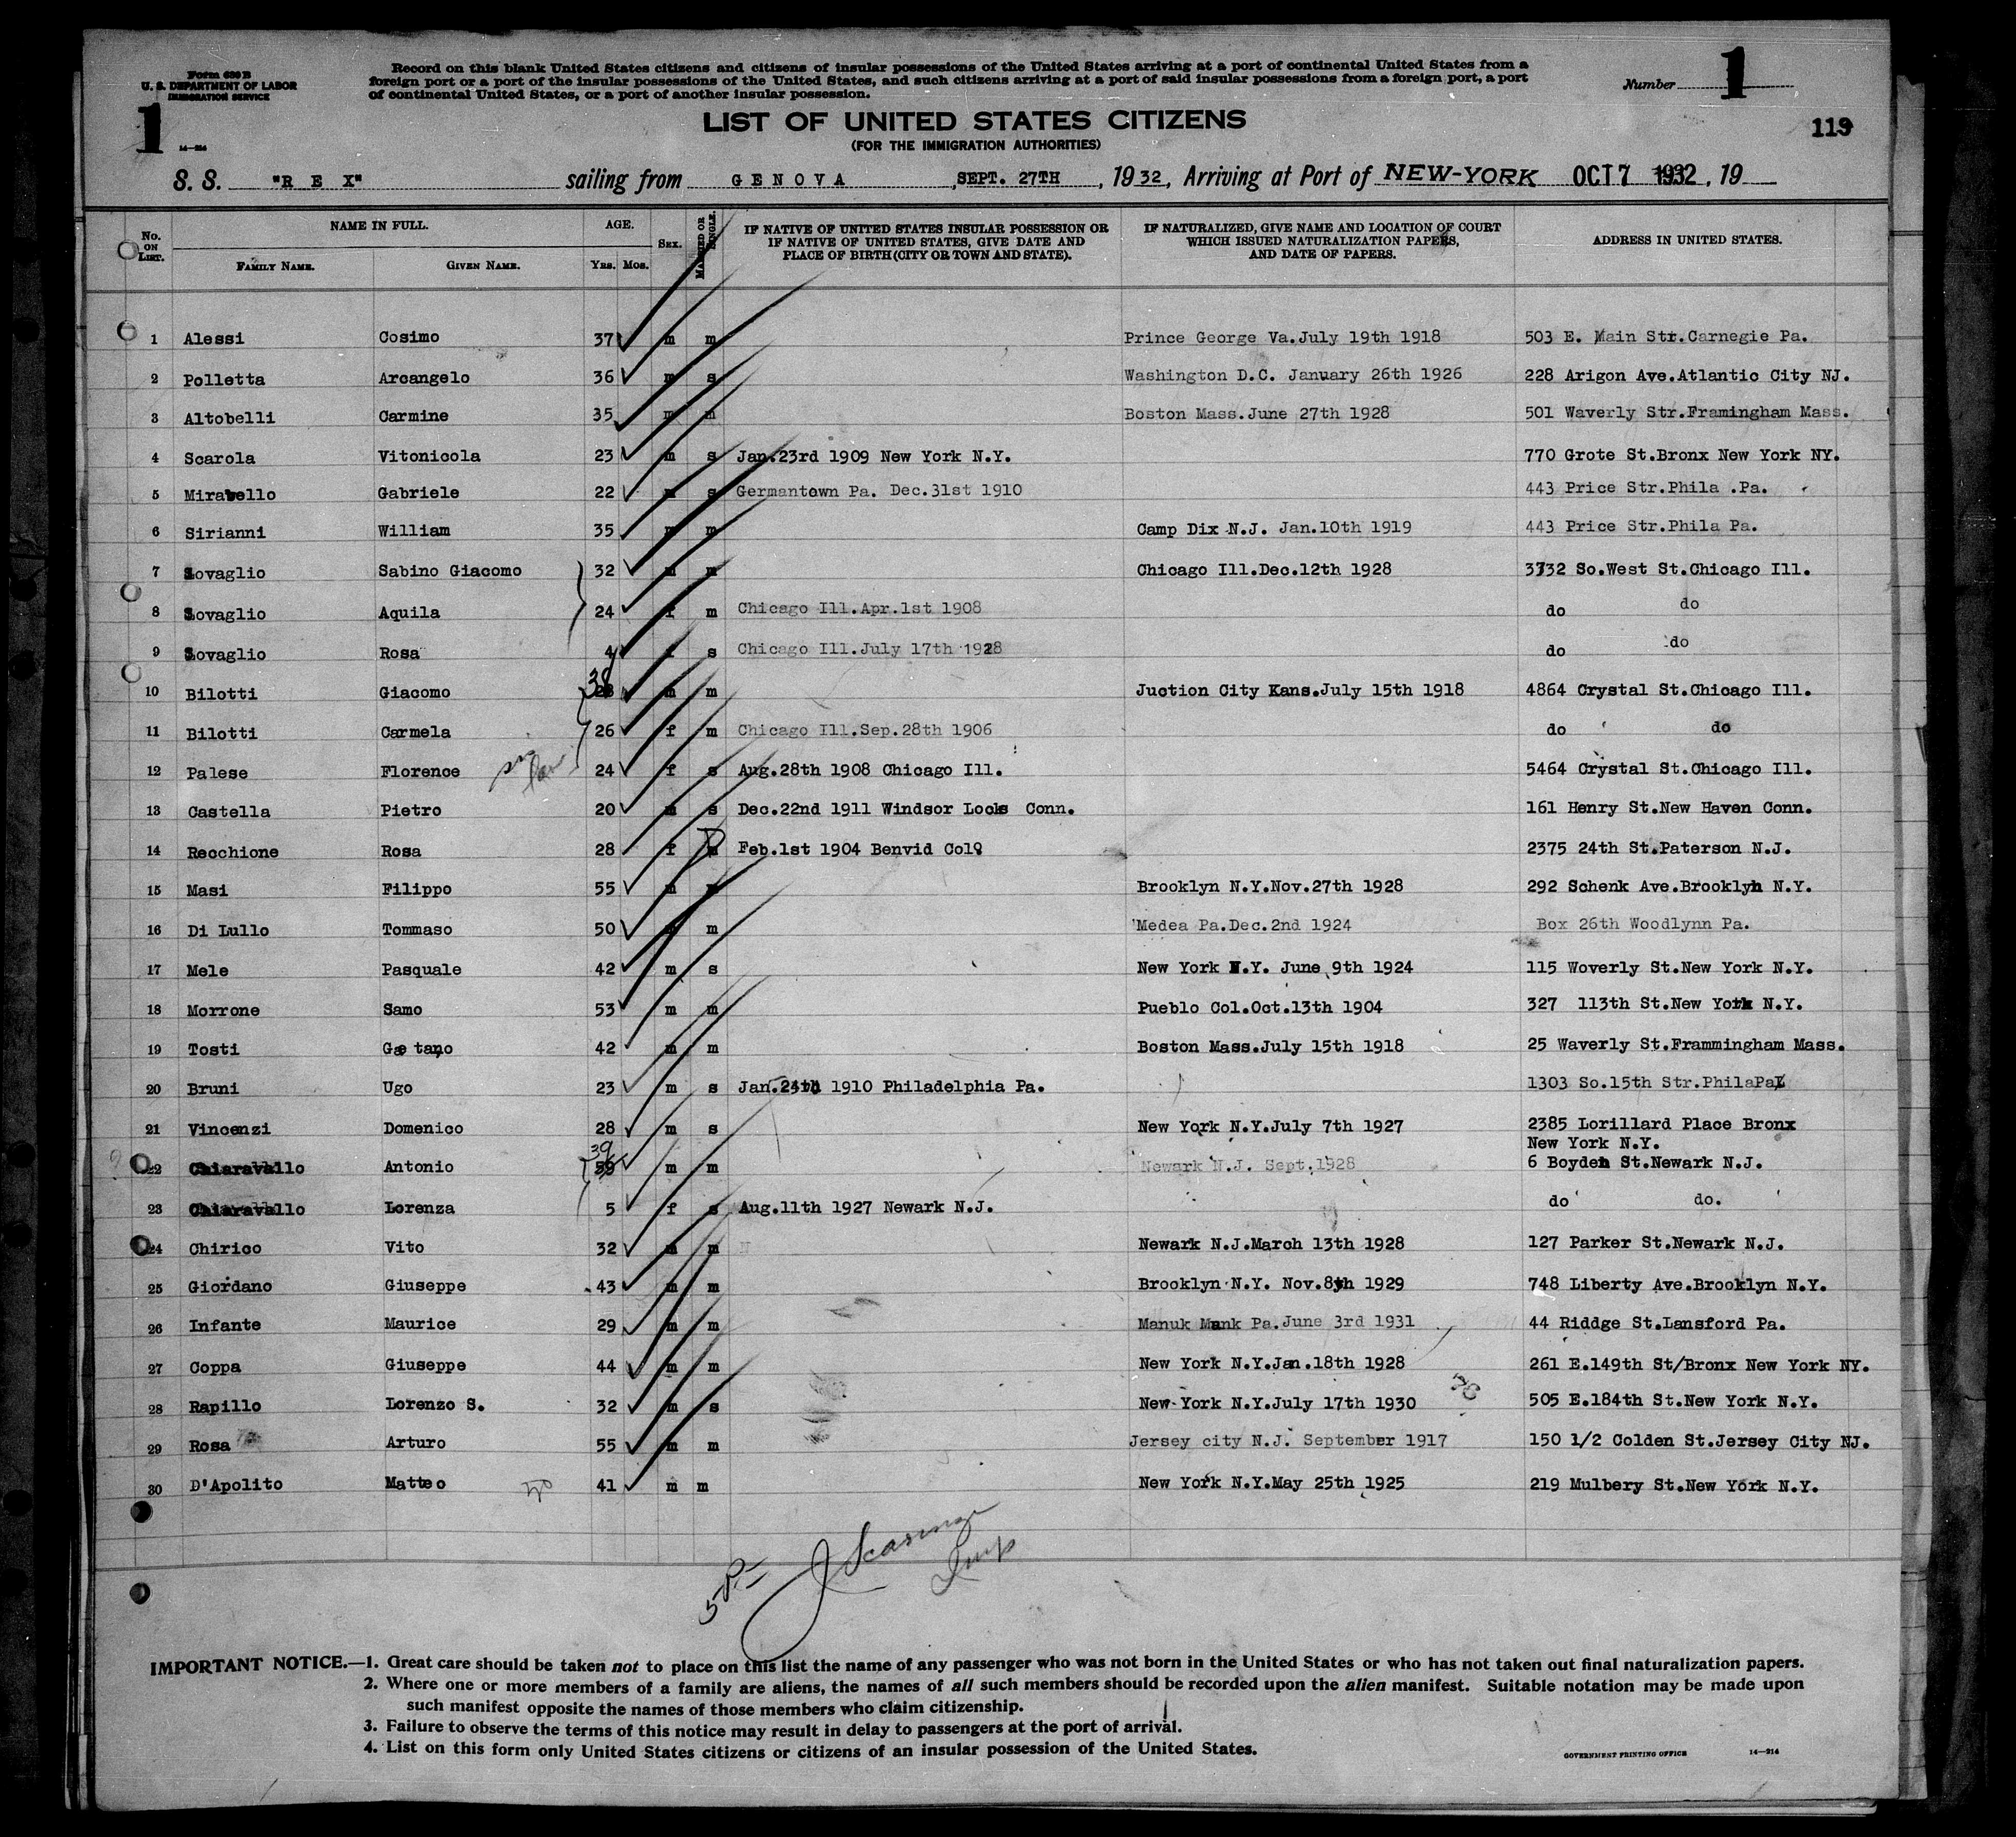 Form 630 B
U. S. DEPARTMENT OF LABOR
IMMIGRATION SERVICE
1
14—214
Record on this blank United States citizens and citizens of insular possessions of the United States arriving at a port of continental United States from a
foreign port or a port of the insular possessions of the United States, and such citizens arriving at a port of said insular possessions from a foreign port, a port
of continental United States, or a port of another insular possession.
Number 1
119
LIST OF UNITED STATES CITIZENS
(FOR THE IMMIGRATION AUTHORITIES)
S. S. "R E X" sailing from G E N O V A , SEPT. 27TH , 1932, Arriving at Port of NEW-YORK OCT 7 1932, 19
No. ON LIST. NAME IN FULL. AGE. SEX. MARRIED OR SINGLE. IF NATIVE OF UNITED STATES INSULAR POSSESSION OR IF NATIVE OF UNITED STATES, GIVE DATE AND PLACE OF BIRTH (CITY OR TOWN AND STATE). IF NATURALIZED, GIVE NAME AND LOCATION OF COURT WHICH ISSUED NATURALIZATION PAPERS, AND DATE OF PAPERS. ADDRESS IN UNITED STATES.
FAMILY NAME. GIVEN NAME. YRS. MOS.
1 Alessi Cosimo 37 m m Prince George Va.July 19th 1918 503 E. Main Str.Carnegie Pa.
2 Polletta Arcangelo 36 m s Washington D.C. January 26th 1926 228 Arigon Ave.Atlantic City NJ.
3 Altobelli Carmine 35 m m Boston Mass.June 27th 1928 501 Waverly Str.Framingham Mass.
4 Scarola Vitonicola 23 m s Jan.23rd 1909 New York N.Y. 770 Grote St.Bronx New York NY.
5 Mirabello Gabriele 22 m s Germantown Pa. Dec.31st 1910 443 Price Str.Phila .Pa.
6 Sirianni William 35 m m Camp Dix N.J. Jan.10th 1919 443 Price Str.Phila Pa.
7 Lovaglio Sabino Giacomo 32 m m Chicago Ill.Dec.12th 1928 3732 So.West St.Chicago Ill.
8 Lovaglio Aquila 24 f m Chicago Ill.Apr.1st 1908 do do
9 Lovaglio Rosa 4 f s Chicago Ill.July 17th 1928 do do
10 Bilotti Giacomo 38 m m Juction City Kans.July 15th 1918 4864 Crystal St.Chicago Ill.
11 Bilotti Carmela 26 f m Chicago Ill.Sep.28th 1906 do do
12 Palese Florence 24 f s Aug.28th 1908 Chicago Ill. 5464 Crystal St.Chicago Ill.
13 Castella Pietro 20 m s Dec.22nd 1911 Windsor Locks Conn. 161 Henry St.New Haven Conn.
14 Recchione Rosa 28 f D Feb.1st 1904 Benvid Colo 2375 24th St.Paterson N.J.
15 Masi Filippo 55 m m Brooklyn N.Y.Nov.27th 1928 292 Schenk Ave.Brooklyn N.Y.
16 Di Lullo Tommaso 50 m Medea Pa.Dec.2nd 1924 Box 26th Woodlynn Pa.
17 Mele Pasquale 42 m s New York N.Y. June 9th 1924 115 Woverly St.New York N.Y.
18 Morrone Samo 53 m m Pueblo Col.Oct.13th 1904 327 113th St.New York N.Y.
19 Tosti Gaetano 42 m m Boston Mass.July 15th 1918 25 Waverly St.Frammingham Mass.
20 Bruni Ugo 23 m s Jan. 1910 Philadelphia Pa. 1303 So.15th Str.PhilaPa
21 Vincenzi Domenico 28 m s New York N.Y.July 7th 1927 2385 Lorillard Place Bronx
New York N.Y.
22 Chiaravallo Antonio 39 m m Newark N.J. Sept.1928 6 Boyden St.Newark N.J.
23 Chiaravallo Lorenza 5 f s Aug.11th 1927 Newark N.J. do do.
24 Chirico Vito 32 m m Newark N.J.March 13th 1928 127 Parker St.Newark N.J.
25 Giordano Giuseppe 43 m m Brooklyn N.Y. Nov.8th 1929 748 Liberty Ave.Brooklyn N.Y.
26 Infante Maurice 29 m m Manuk Mank Pa.June 3rd 1931 44 Riddge St.Lansford Pa.
27 Coppa Giuseppe 44 m m New York N.Y.Jan.18th 1928 261 E.149th St/Bronx New York NY.
28 Rapillo Lorenzo S. 32 m s New York N.Y.July 17th 1930 505 E.184th St.New York N.Y.
29 Rosa Arturo 55 m m Jersey city N.J. September 1917 150 1/2 Colden St.Jersey City NJ.
30 D'Apolito Matteo 41 m m New York N.Y.May 25th 1925 219 Mulbery St.New York N.Y.
IMPORTANT NOTICE.—1. Great care should be taken not to place on this list the name of any passenger who was not born in the United States or who has not taken out final naturalization papers.
2. Where one or more members of a family are aliens, the names of all such members should be recorded upon the alien manifest. Suitable notation may be made upon
such manifest opposite the names of those members who claim citizenship.
3. Failure to observe the terms of this notice may result in delay to passengers at the port of arrival.
4. List on this form only United States citizens or citizens of an insular possession of the United States.
GOVERNMENT PRINTING OFFICE 14—214